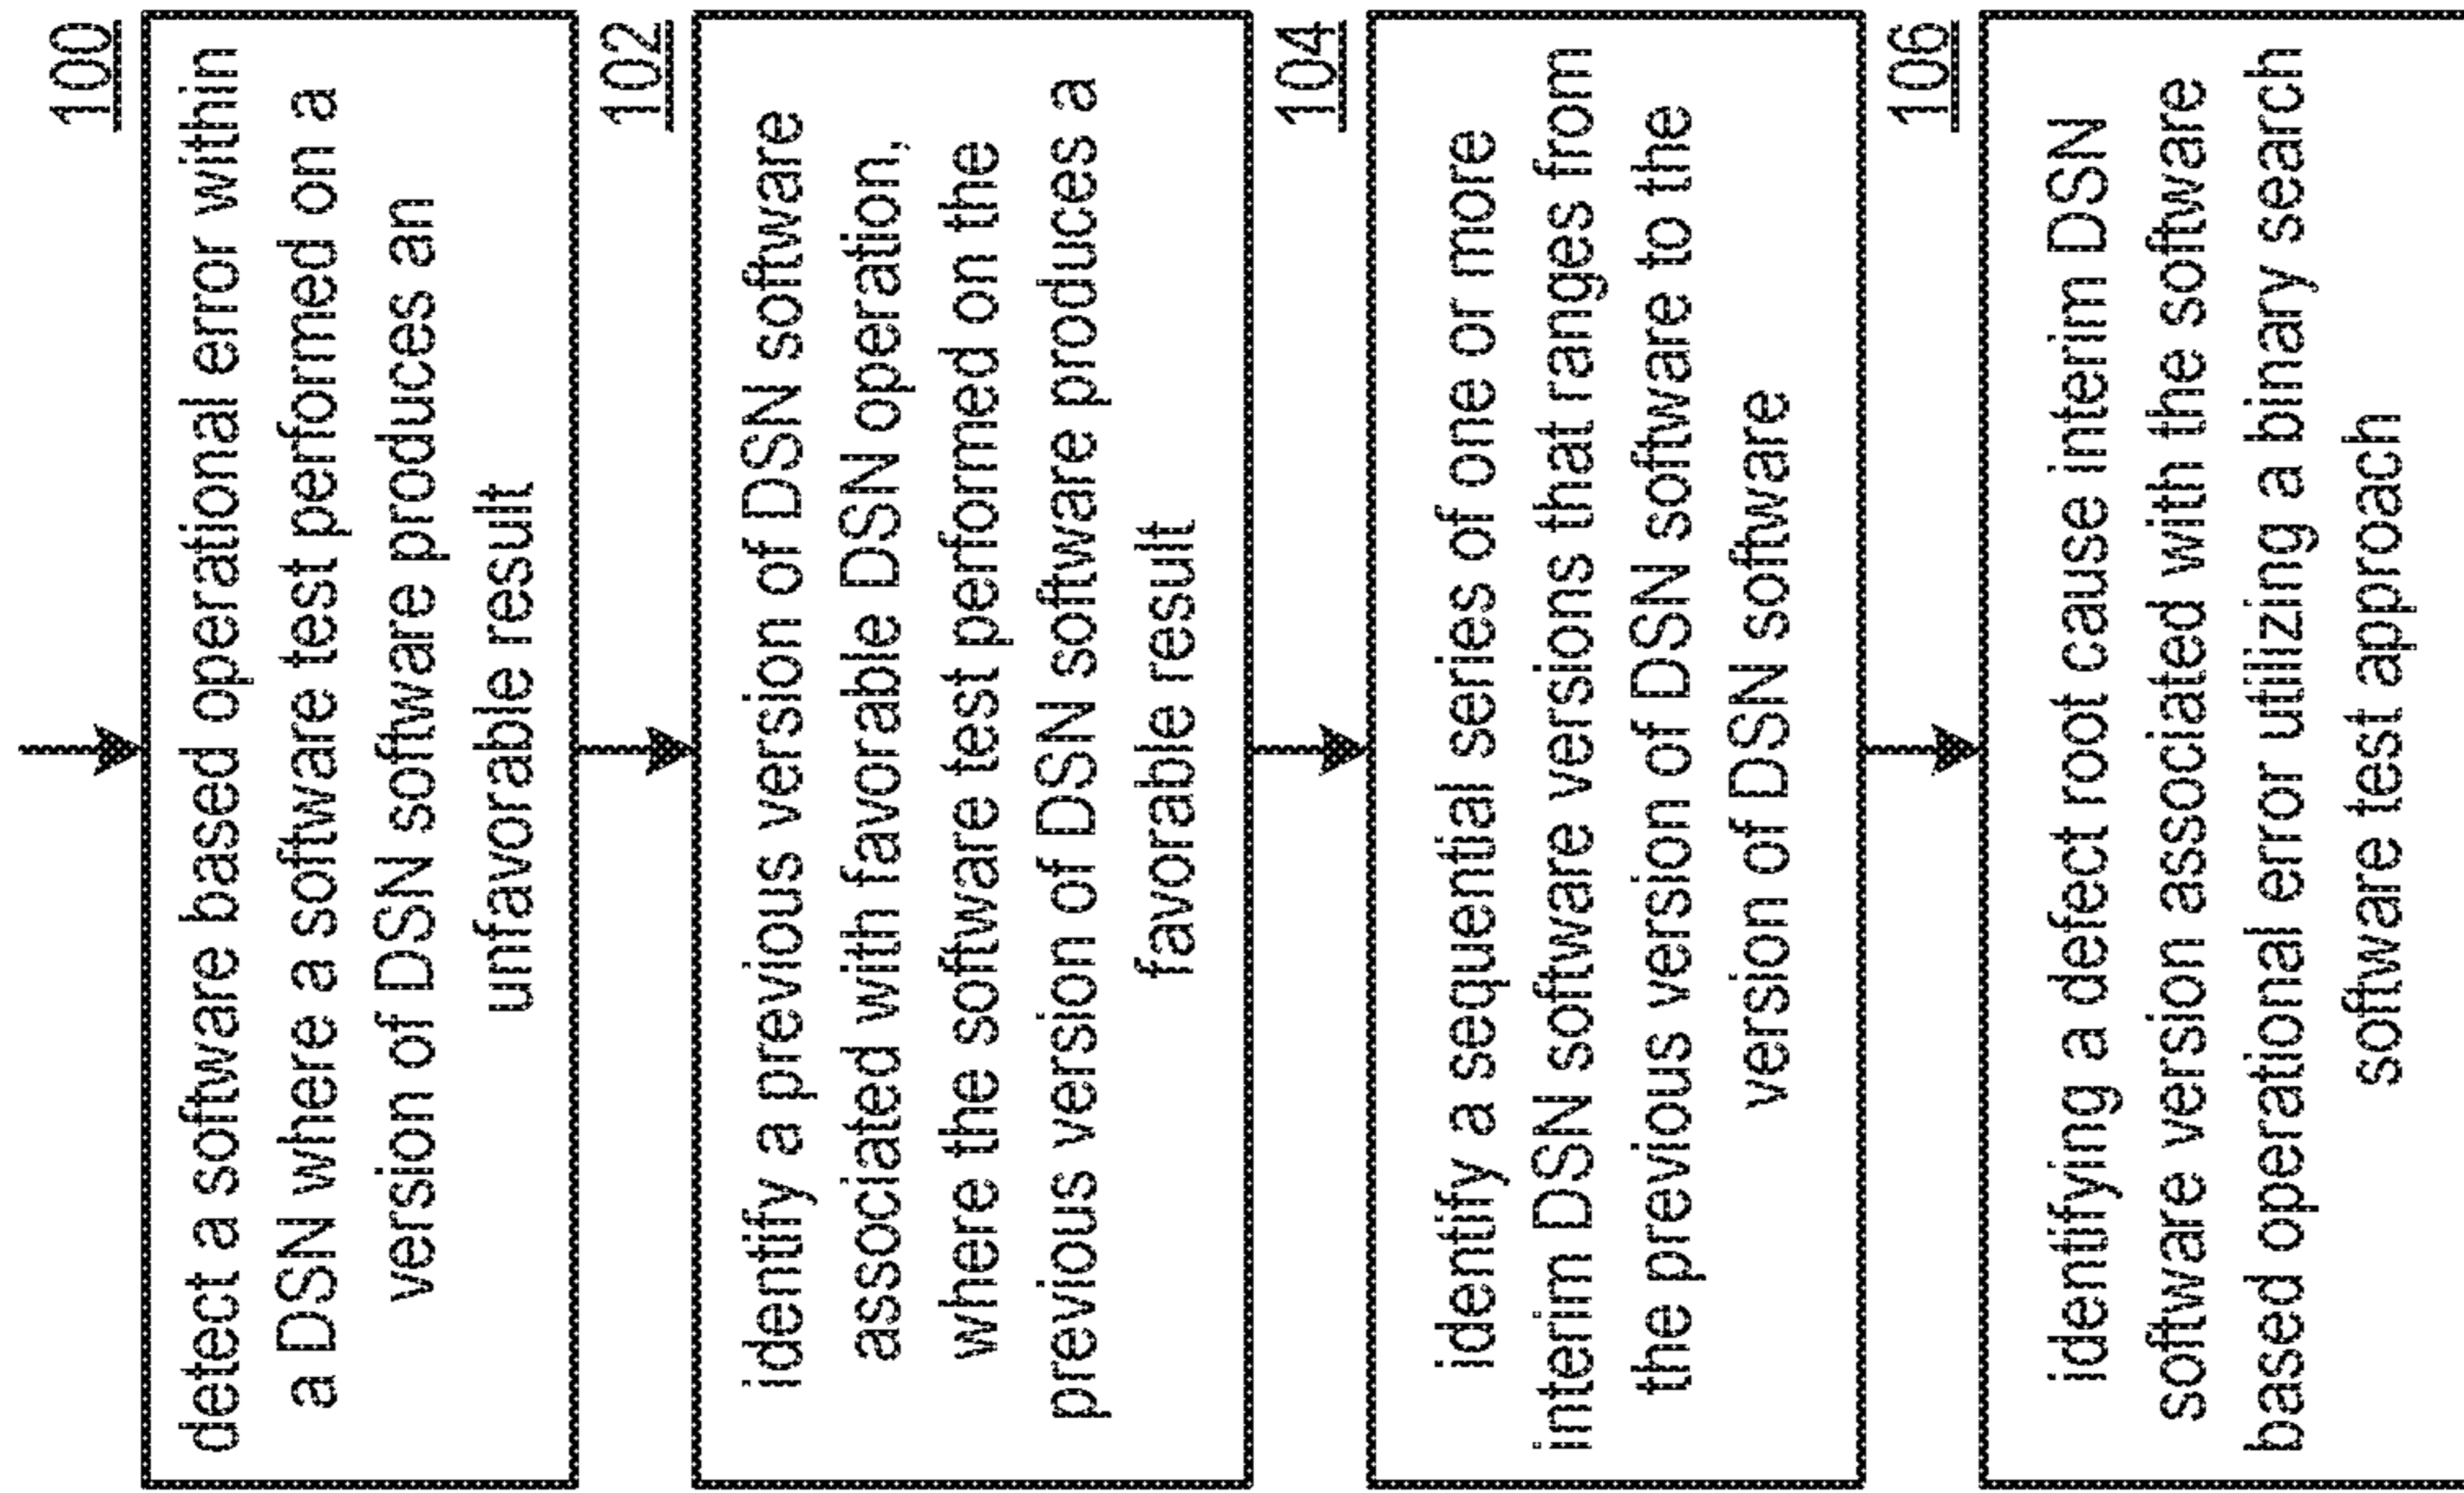 100
detect a software based operational error within
a DSN where a software test performed on a
version of DSN software produces an
unfavorable result
102
identify a previous version of DSN software
associated with favorable DSN operation,
where the software test performed on the
previous version of DSN software produces a
favorable result
104
identify a sequential series of one or more
interim DSN software versions that ranges from
the previous version of DSN software to the
version of DSN software
106
identifying a defect root cause interim DSN
software version associated with the software
based operational error utilizing a binary search
software test approach